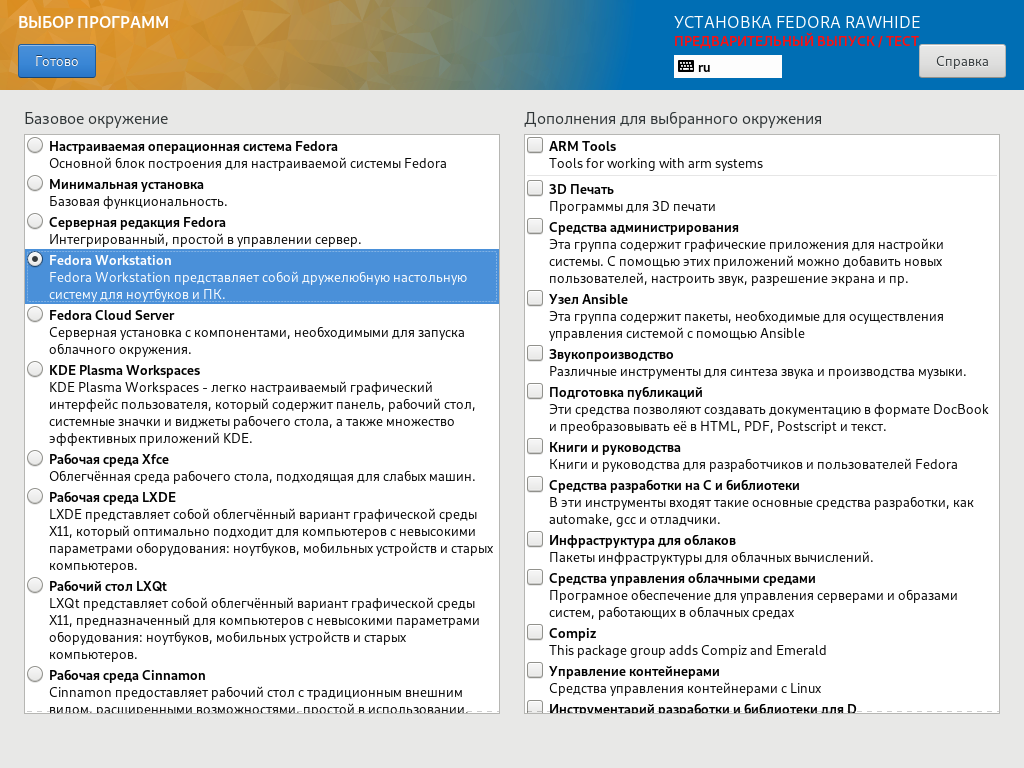 ВЫБОР ПРОГРАММ
Готово
УСТАНОВКА FEDORA RAWHIDE
ПРЕДВАРИТЕЛЬНЫЙ ВЫПУСК / ТЕСТ
ru
Справка
Базовое окружение
Настраиваемая операционная система Fedora
Основной блок построения для настраиваемой системы Fedora
Минимальная установка
Базовая функциональность.
Серверная редакция Fedora
Интегрированный, простой в управлении сервер.
Fedora Workstation
Fedora Workstation представляет собой дружелюбную настольную
систему для ноутбуков и ПК.
Fedora Cloud Server
Серверная установка с компонентами, необходимыми для запуска
облачного окружения.
KDE Plasma Workspaces
KDE Plasma Workspaces - легко настраиваемый графический
интерфейс пользователя, который содержит панель, рабочий стол,
системные значки и виджеты рабочего стола, а также множество
эффективных приложений KDE.
Рабочая среда Xfce
Облегчённая среда рабочего стола, подходящая для слабых машин.
Рабочая среда LXDE
LXDE представляет собой облегчённый вариант графической среды
X11, который оптимально подходит для компьютеров с невысокими
параметрами оборудования: ноутбуков, мобильных устройств и старых
компьютеров.
Рабочий стол LXQt
LXQt представляет собой облегчённый вариант графической среды
X11, предназначенный для компьютеров с невысокими параметрами
оборудования: ноутбуков, мобильных устройств и старых
компьютеров.
Рабочая среда Cinnamon
Cinnamon предоставляет рабочий стол с традиционным внешним
видом, расширенными возможностями, простой в использовании.
Дополнения для выбранного окружения
ARM Tools
Tools for working with arm systems
3D Печать
Программы для 3D печати
Средства администрирования
Эта группа содержит графические приложения для настройки
системы. С помощью этих приложений можно добавить новых
пользователей, настроить звук, разрешение экрана и пр.
Узел Ansible
Эта группа содержит пакеты, необходимые для осуществления
управления системой с помощью Ansible
Звукопроизводство
Различные инструменты для синтеза звука и производства музыки.
Подготовка публикаций
Эти средства позволяют создавать документацию в формате DocBook
и преобразовывать её в HTML, PDF, Postscript и текст.
Книги и руководства
Книги и руководства для разработчиков и пользователей Fedora
Средства разработки на C и библиотеки
В эти инструменты входят такие основные средства разработки, как
automake, gcc и отладчики.
Инфраструктура для облаков
Пакеты инфраструктуры для облачных вычислений.
Средства управления облачными средами
Програмное обеспечение для управления серверами и образами
систем, работающих в облачных средах
Compiz
This package group adds Compiz and Emerald
Управление контейнерами
Средства управления контейнерами с Linux
Инструментарий разработки и библиотеки для D